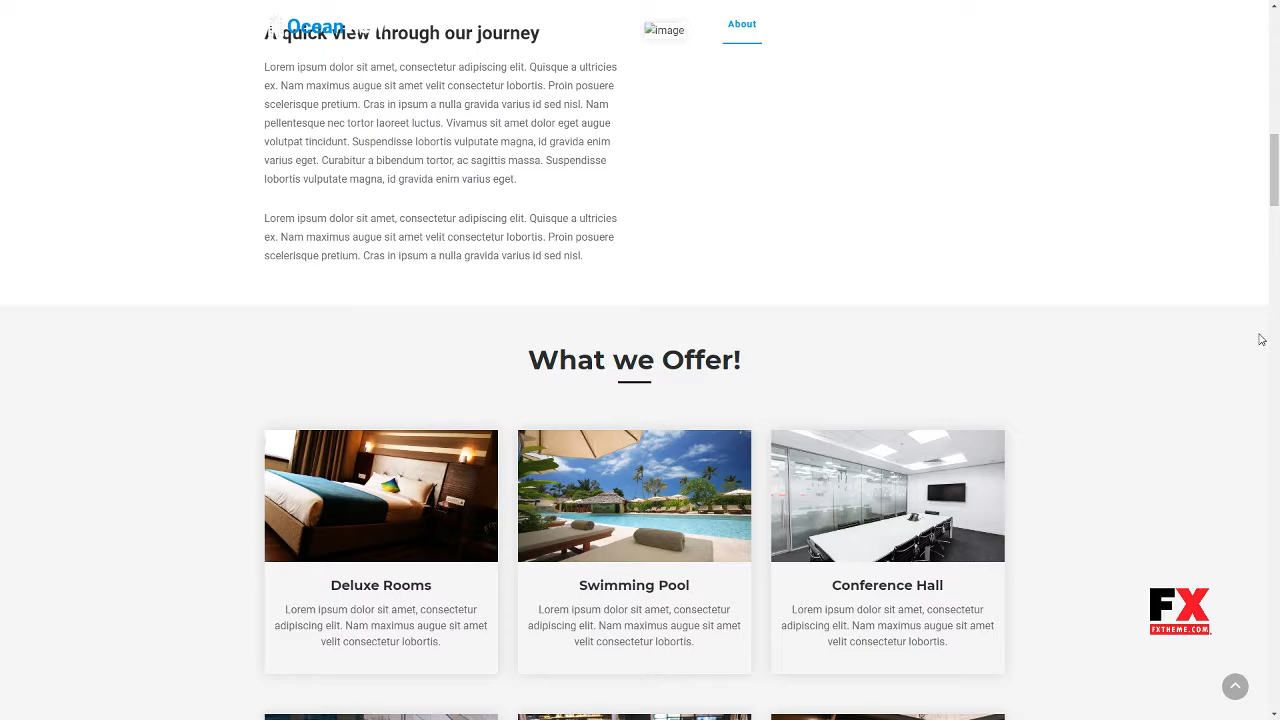 Ocean
About
A quick view through our journey
image
Lorem ipsum dolor sit amet, consectetur adipiscing elit. Quisque a ultricies
ex. Nam maximus augue sit amet velit consectetur lobortis. Proin posuere
scelerisque pretium. Cras in ipsum a nulla gravida varius id sed nisl. Nam
pellentesque nec tortor laoreet luctus. Vivamus sit amet dolor eget augue
volutpat tincidunt. Suspendisse lobortis vulputate magna, id gravida enim
varius eget. Curabitur a bibendum tortor, ac sagittis massa. Suspendisse
lobortis vulputate magna, id gravida enim varius eget.
Lorem ipsum dolor sit amet, consectetur adipiscing elit. Quisque a ultricies
ex. Nam maximus augue sit amet velit consectetur lobortis. Proin posuere
scelerisque pretium. Cras in ipsum a nulla gravida varius id sed nisl.
What we Offer!
Deluxe Rooms
Lorem ipsum dolor sit amet, consectetur
adipiscing elit. Nam maximus augue sit amet
velit consectetur lobortis.
Swimming Pool
Lorem ipsum dolor sit amet, consectetur
adipiscing elit. Nam maximus augue sit amet
velit consectetur lobortis.
Conference Hall
Lorem ipsum dolor sit amet, consectetur
adipiscing elit. Nam maximus augue sit amet
velit consectetur lobortis.
FX
FXTHEME.COM